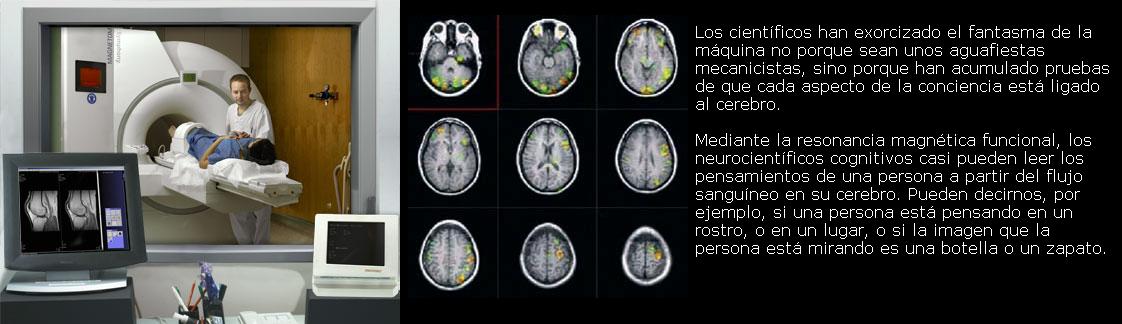 MAGNETOM
Symphony
Los científicos han exorcizado el fantasma de la
máquina no porque sean unos aguafiestas
mecanicistas, sino porque han acumulado pruebas
de que cada aspecto de la conciencia está ligado
al cerebro.
Mediante la resonancia magnética funcional, los
neurocientíficos cognitivos casi pueden leer los
pensamientos de una persona a partir del flujo
sanguíneo en su cerebro. Pueden decirnos, por
ejemplo, si una persona está pensando en un
rostro, o en un lugar, o si la imagen que la
persona está mirando es una botella o un zapato.